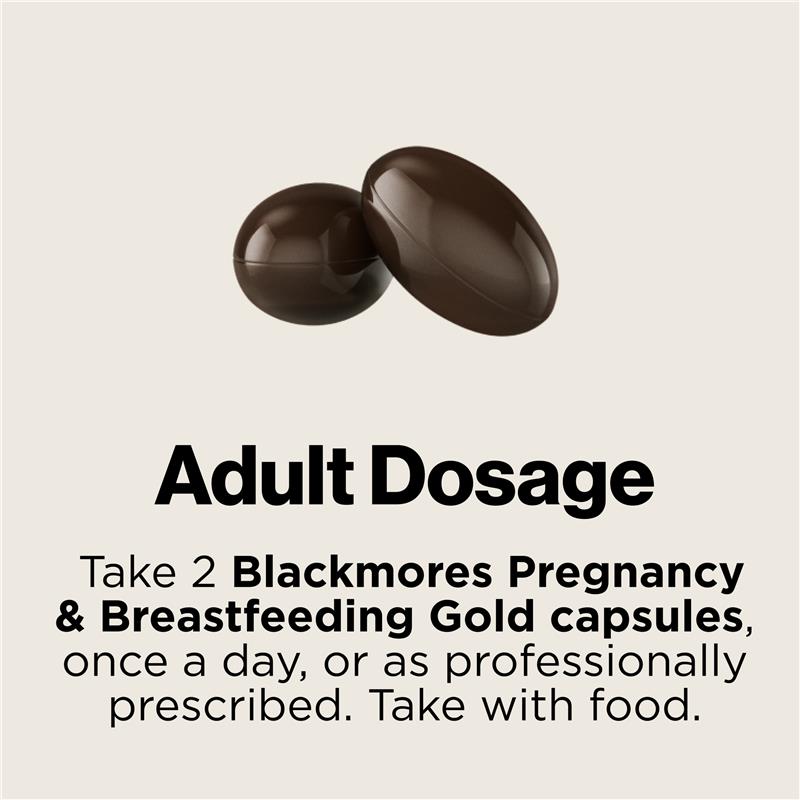 Adult Dosage
Take 2 Blackmores Pregnancy
& Breastfeeding Gold capsules,
once a day, or as professionally
prescribed. Take with food.